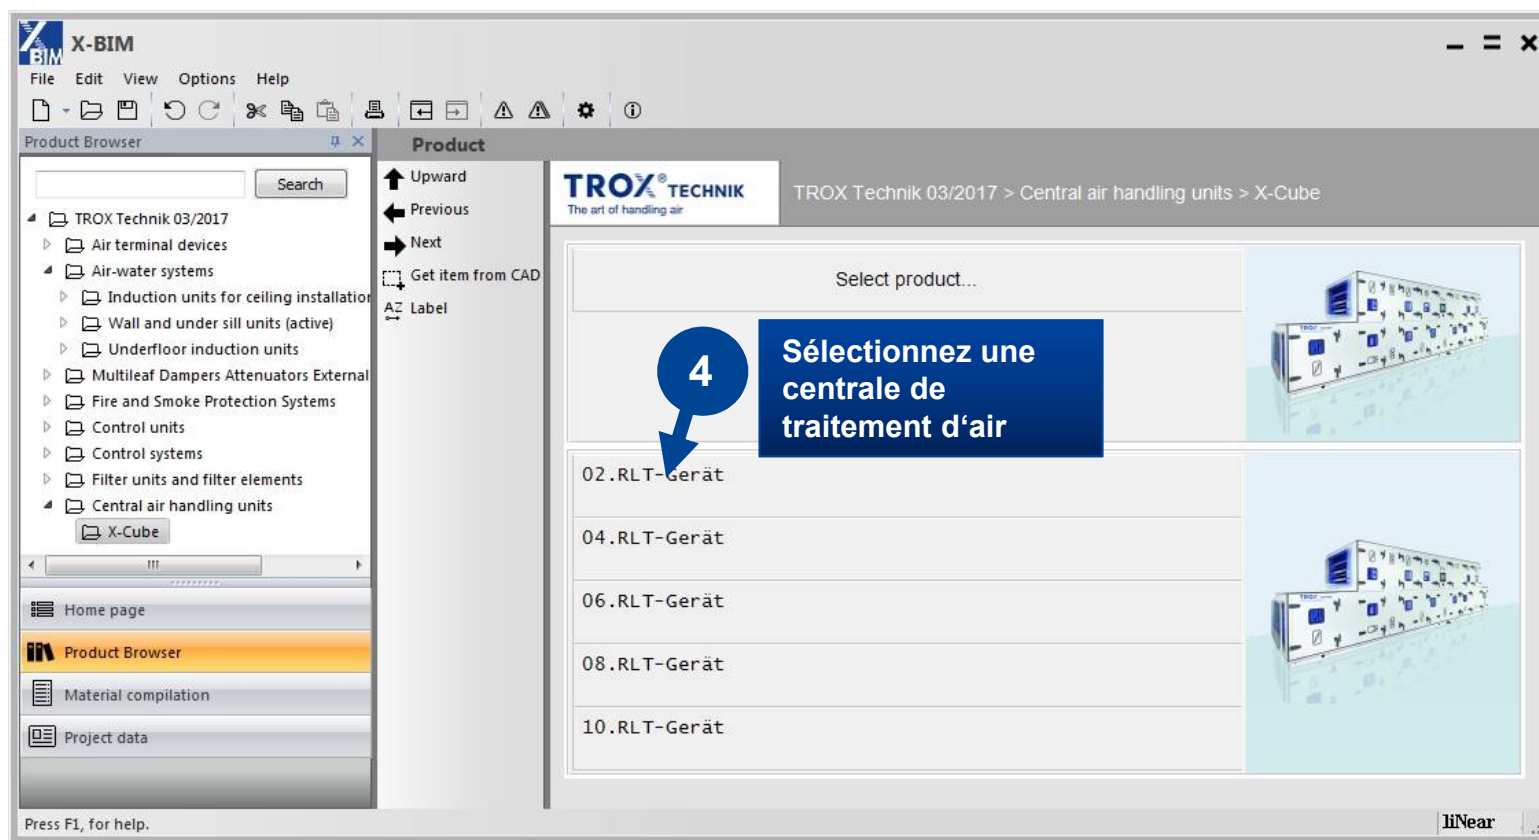 X-BIM
File Edit View Options Help
Product Browser
Search
TROX Technik 03/2017
Air terminal devices
Air-water systems
Induction units for ceiling installation
Wall and under sill units (active)
Underfloor induction units
Multileaf Dampers Attenuators External
Fire and Smoke Protection Systems
Control units
Control systems
Filter units and filter elements
Central air handling units
X-Cube
Home page
Product Browser
Material compilation
Project data
Product
Upward
Previous
Next
Get item from CAD
AZ Label
TROX® TECHNIK
The art of handling air
TROX Technik 03/2017 > Central air handling units > X-Cube
Select product...
4
Sélectionnez une
centrale de
traitement d‘air
02.RLT-Gerät
04.RLT-Gerät
06.RLT-Gerät
08.RLT-Gerät
10.RLT-Gerät
Press F1, for help.
liNear